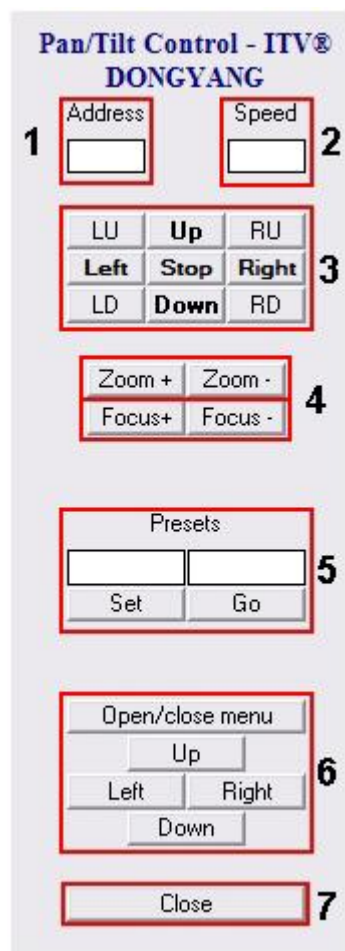 Pan/Tilt Control - ITV®
DONGYANG
1 Address Speed 2
LU Up RU
Left Stop Right 3
LD Down RD
Zoom + Zoom -
4
Focus+ Focus -
Presets
5
Set Go
Open/close menu
Up
6
Left Right
Down
Close 7